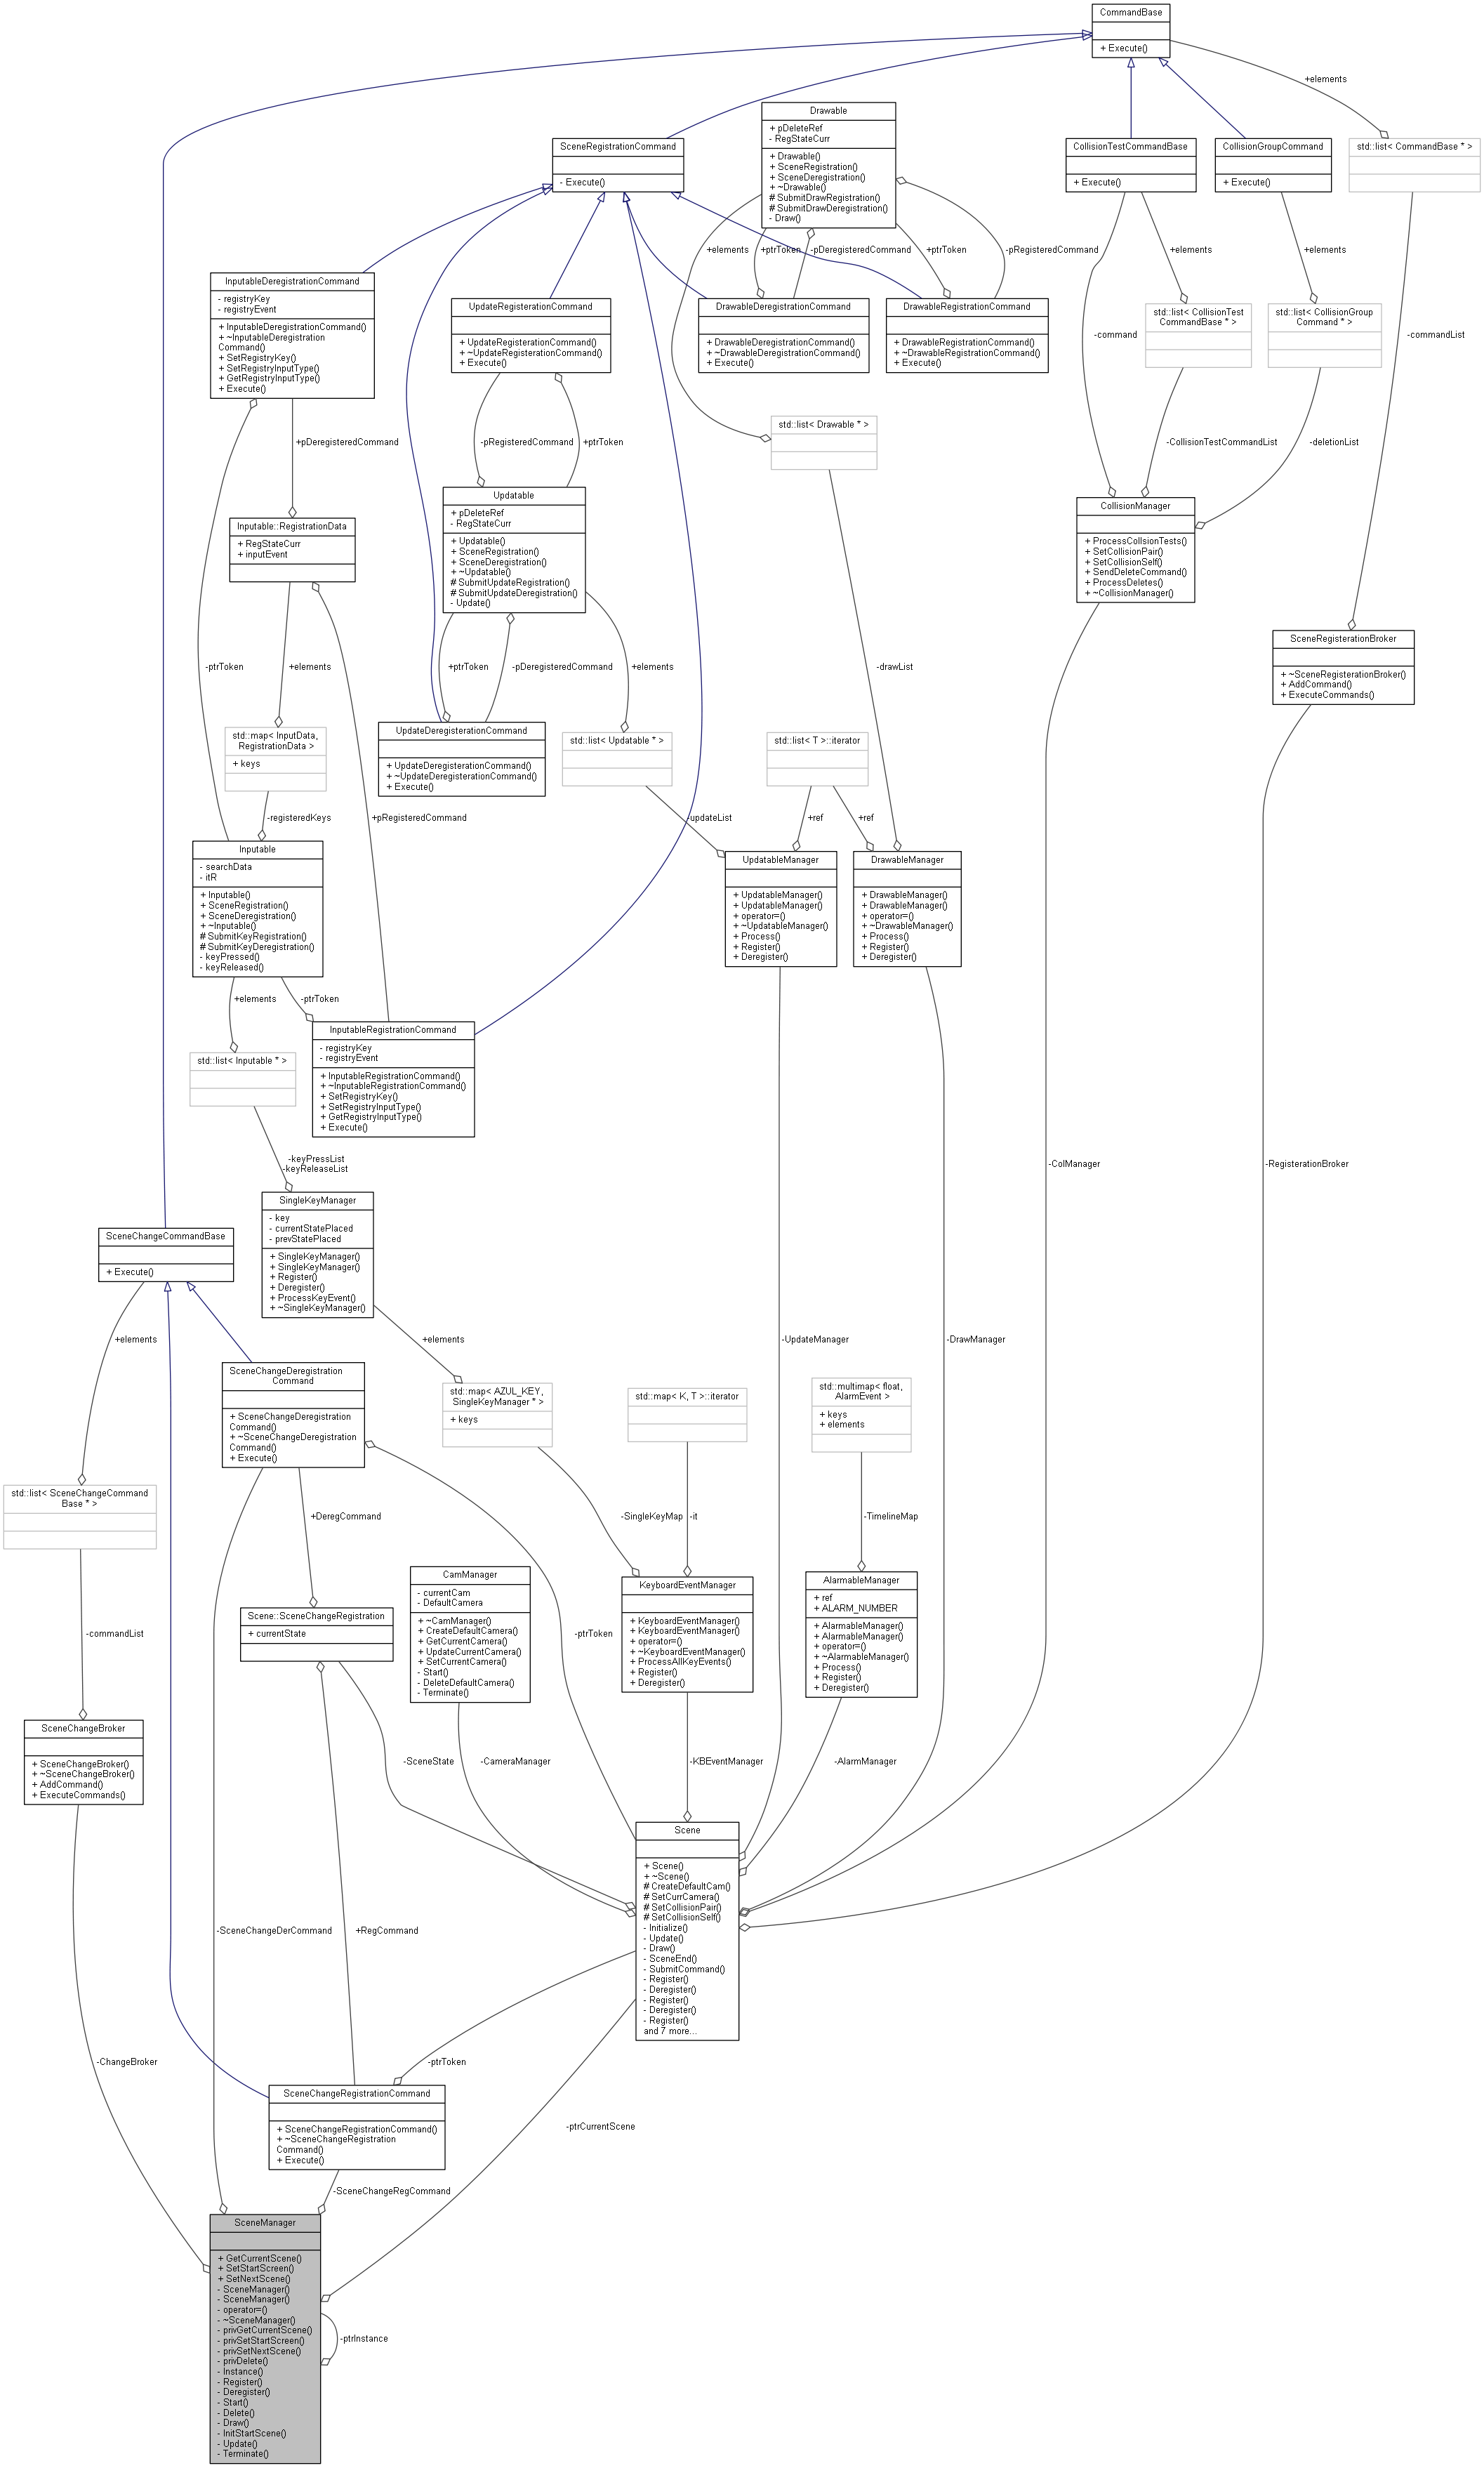 CommandBase
+ Execute()
+elements
Drawable
+ pDeleteRef
- RegStateCurr
+ Drawable()
+ SceneRegistration()
+ SceneDeregistration()
+ ~Drawable()
# SubmitDrawRegistration()
# SubmitDrawDeregistration()
- Draw()
SceneRegistrationCommand
- Execute()
CollisionTestCommandBase
+ Execute()
CollisionGroupCommand
+ Execute()
std::list< CommandBase * >
+elements
+ptrToken
-pDeregisteredCommand
+ptrToken
-pRegisteredCommand
+elements
+elements
InputableDeregistrationCommand
- registryKey
- registryEvent
+ InputableDeregistrationCommand()
+ ~InputableDeregistration
Command()
+ SetRegistryKey()
+ SetRegistryInputType()
+ GetRegistryInputType()
+ Execute()
UpdateRegisterationCommand
+ UpdateRegisterationCommand()
+ ~UpdateRegisterationCommand()
+ Execute()
DrawableDeregistrationCommand
+ DrawableDeregistrationCommand()
+ ~DrawableDeregistrationCommand()
+ Execute()
DrawableRegistrationCommand
+ DrawableRegistrationCommand()
+ ~DrawableRegistrationCommand()
+ Execute()
-command
std::list< CollisionTest
CommandBase * >
std::list< CollisionGroup
Command * >
-commandList
+pDeregisteredCommand
-pRegisteredCommand
+ptrToken
std::list< Drawable * >
-CollisionTestCommandList
-deletionList
Inputable::RegistrationData
+ RegStateCurr
+ inputEvent
Updatable
+ pDeleteRef
- RegStateCurr
+ Updatable()
+ SceneRegistration()
+ SceneDeregistration()
+ ~Updatable()
# SubmitUpdateRegistration()
# SubmitUpdateDeregistration()
- Update()
CollisionManager
+ ProcessCollsionTests()
+ SetCollisionPair()
+ SetCollisionSelf()
+ SendDeleteCommand()
+ ProcessDeletes()
+ ~CollisionManager()
SceneRegisterationBroker
+ ~SceneRegisterationBroker()
+ AddCommand()
+ ExecuteCommands()
-ptrToken
+elements
+ptrToken
-pDeregisteredCommand
+elements
-drawList
std::map< InputData,
RegistrationData >
+ keys
UpdateDeregisterationCommand
+ UpdateDeregisterationCommand()
+ ~UpdateDeregisterationCommand()
+ Execute()
std::list< Updatable * >
std::list< T >::iterator
-registeredKeys
+pRegisteredCommand
-updateList
+ref
+ref
Inputable
- searchData
- itR
+ Inputable()
+ SceneRegistration()
+ SceneDeregistration()
+ ~Inputable()
# SubmitKeyRegistration()
# SubmitKeyDeregistration()
- keyPressed()
- keyReleased()
UpdatableManager
+ UpdatableManager()
+ UpdatableManager()
+ operator=()
+ ~UpdatableManager()
+ Process()
+ Register()
+ Deregister()
DrawableManager
+ DrawableManager()
+ DrawableManager()
+ operator=()
+ ~DrawableManager()
+ Process()
+ Register()
+ Deregister()
+elements
-ptrToken
std::list< Inputable * >
InputableRegistrationCommand
- registryKey
- registryEvent
+ InputableRegistrationCommand()
+ ~InputableRegistrationCommand()
+ SetRegistryKey()
+ SetRegistryInputType()
+ GetRegistryInputType()
+ Execute()
-keyPressList
-keyReleaseList
-ColManager
-RegisterationBroker
SingleKeyManager
- key
- currentStatePlaced
- prevStatePlaced
+ SingleKeyManager()
+ SingleKeyManager()
+ Register()
+ Deregister()
+ ProcessKeyEvent()
+ ~SingleKeyManager()
SceneChangeCommandBase
+ Execute()
+elements
+elements
-UpdateManager
-DrawManager
SceneChangeDeregistration
Command
+ SceneChangeDeregistration
Command()
+ ~SceneChangeDeregistration
Command()
+ Execute()
std::map< AZUL_KEY,
SingleKeyManager * >
+ keys
std::map< K, T >::iterator
std::multimap< float,
AlarmEvent >
+ keys
+ elements
std::list< SceneChangeCommand
Base * >
+DeregCommand
-SingleKeyMap
-it
-TimelineMap
CamManager
- currentCam
- DefaultCamera
+ ~CamManager()
+ CreateDefaultCamera()
+ GetCurrentCamera()
+ UpdateCurrentCamera()
+ SetCurrentCamera()
- Start()
- DeleteDefaultCamera()
- Terminate()
KeyboardEventManager
+ KeyboardEventManager()
+ KeyboardEventManager()
+ operator=()
+ ~KeyboardEventManager()
+ ProcessAllKeyEvents()
+ Register()
+ Deregister()
AlarmableManager
+ ref
+ ALARM_NUMBER
+ AlarmableManager()
+ AlarmableManager()
+ operator=()
+ ~AlarmableManager()
+ Process()
+ Register()
+ Deregister()
Scene::SceneChangeRegistration
+ currentState
-commandList
-ptrToken
SceneChangeBroker
+ SceneChangeBroker()
+ ~SceneChangeBroker()
+ AddCommand()
+ ExecuteCommands()
-SceneState
-CameraManager
-KBEventManager
-AlarmManager
Scene
+ Scene()
+ ~Scene()
# CreateDefaultCam()
# SetCurrCamera()
# SetCollisionPair()
# SetCollisionSelf()
- Initialize()
- Update()
- Draw()
- SceneEnd()
- SubmitCommand()
- Register()
- Deregister()
- Register()
- Deregister()
- Register()
and 7 more...
-SceneChangeDerCommand
+RegCommand
-ChangeBroker
-ptrToken
SceneChangeRegistrationCommand
+ SceneChangeRegistrationCommand()
+ ~SceneChangeRegistration
Command()
+ Execute()
-ptrCurrentScene
-SceneChangeRegCommand
SceneManager
+ GetCurrentScene()
+ SetStartScreen()
+ SetNextScene()
- SceneManager()
- SceneManager()
- operator=()
- ~SceneManager()
- privGetCurrentScene()
- privSetStartScreen()
- privSetNextScene()
- privDelete()
- Instance()
- Register()
- Deregister()
- Start()
- Delete()
- Draw()
- InitStartScene()
- Update()
- Terminate()
-ptrInstance